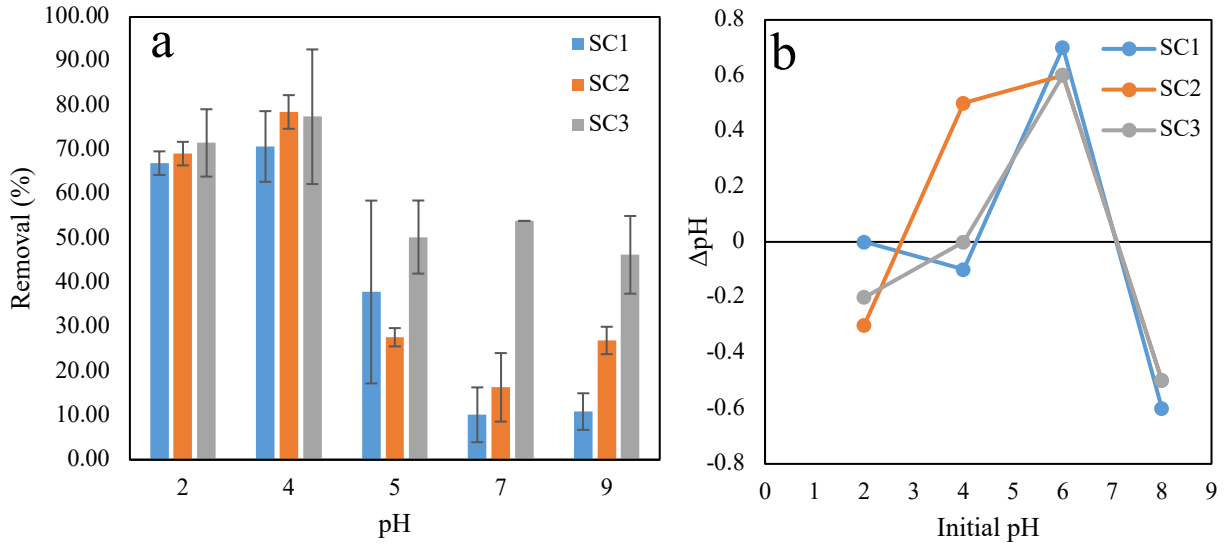 a
100.00
90.00
80.00
70.00
60.00
50.00
40.00
30.00
20.00
10.00
0.00
Removal (%)
SC1
SC2
SC3
2 4 5 7 9
pH
b
0.8
0.6
0.4
0.2
0
-0.2
-0.4
-0.6
-0.8
ΔpH
SC1
SC2
SC3
0 1 2 3 4 5 6 7 8 9
Initial pH